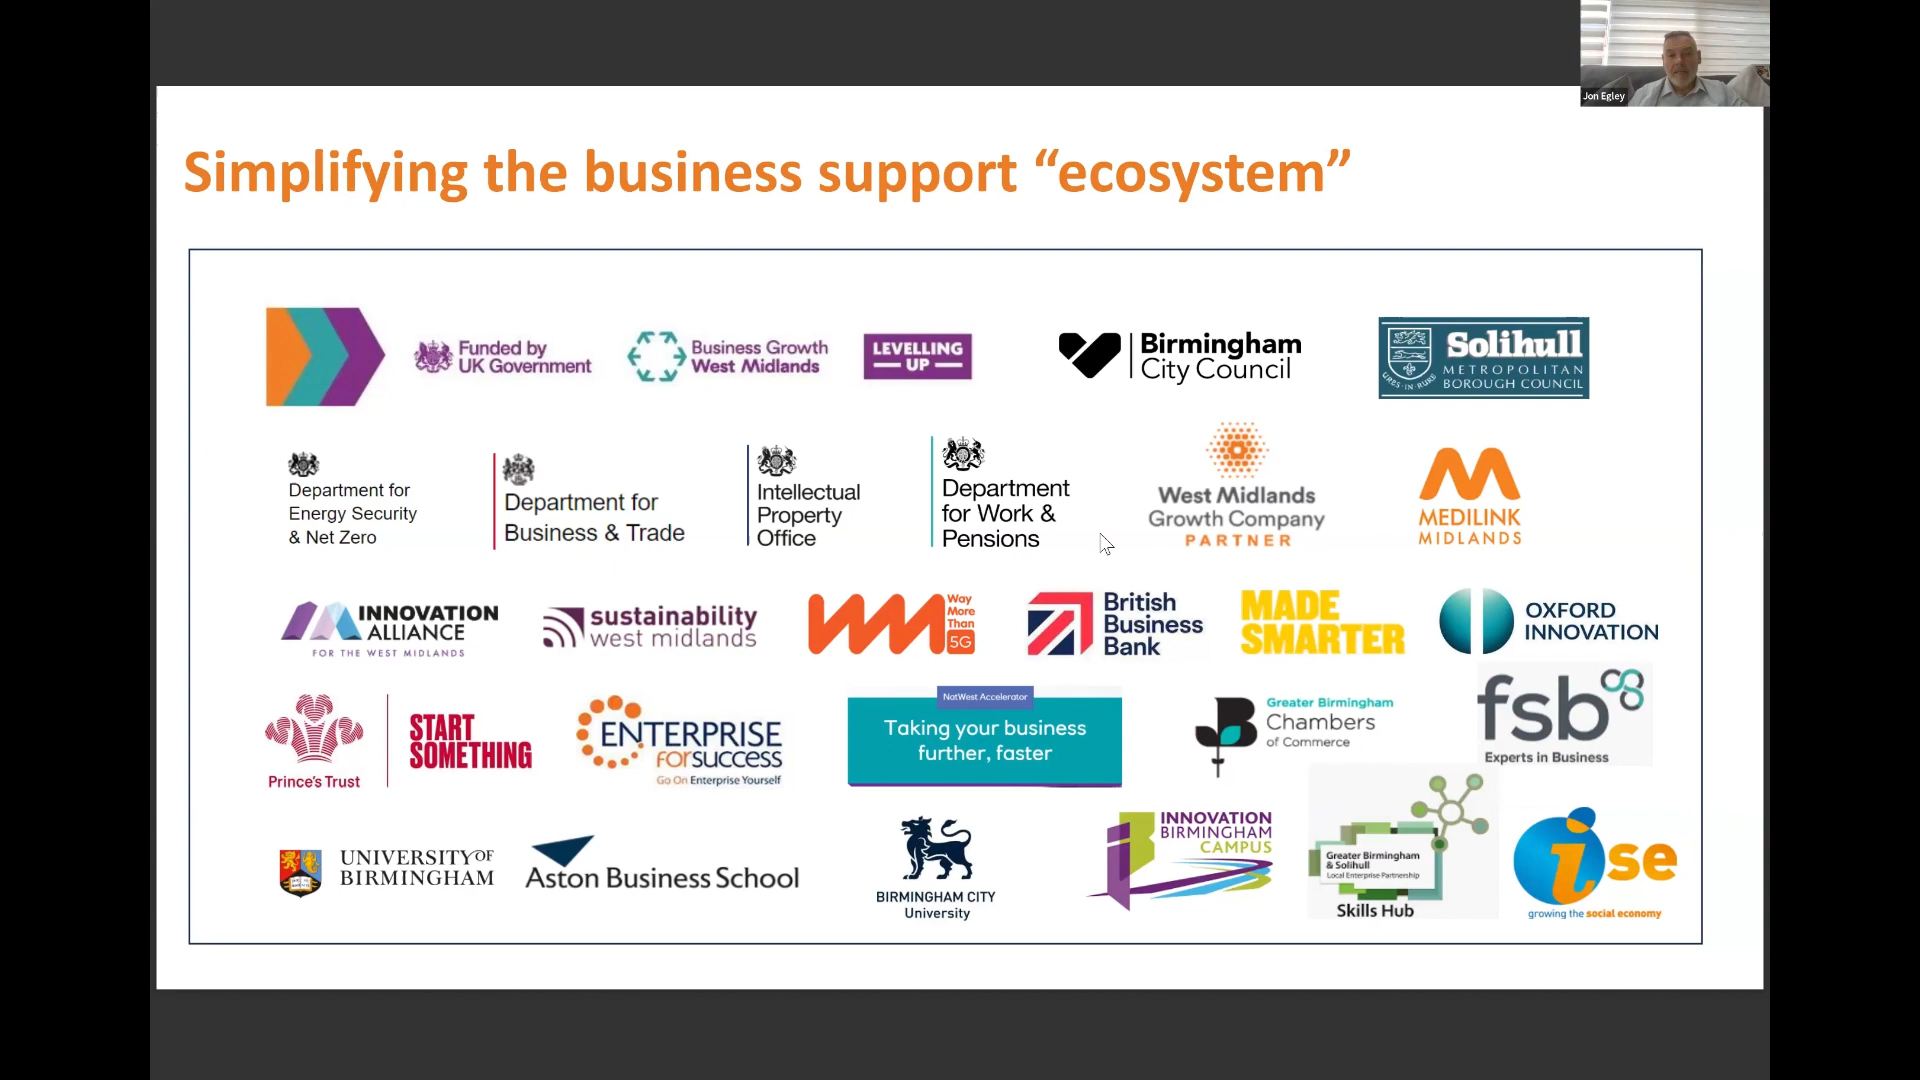 Jon Egley
Simplifying the business support “ecosystem”
Funded by
UK Government
Business Growth
West Midlands
LEVELLING
UP
Birmingham
City Council
Solihull
METROPOLITAN
BOROUGH COUNCIL
URBS·IN·RURE
Department for
Energy Security
& Net Zero
Department for
Business & Trade
Intellectual
Property
Office
Department
for Work &
Pensions
West Midlands
Growth Company
PARTNER
MEDILINK
MIDLANDS
INNOVATION
ALLIANCE
FOR THE WEST MIDLANDS
sustainability
west midlands
Way
More
Than
5G
British
Business
Bank
MADE
SMARTER
OXFORD
INNOVATION
Prince's Trust
START
SOMETHING
ENTERPRISE
forSUCCESS
Go On Enterprise Yourself
NatWest Accelerator
Taking your business
further, faster
Greater Birmingham
Chambers
of Commerce
fsb
Experts in Business
UNIVERSITY OF
BIRMINGHAM
Aston Business School
BIRMINGHAM CITY
University
INNOVATION
BIRMINGHAM
CAMPUS
Greater Birmingham
& Solihull
Local Enterprise Partnership
Skills Hub
ise
growing the social economy